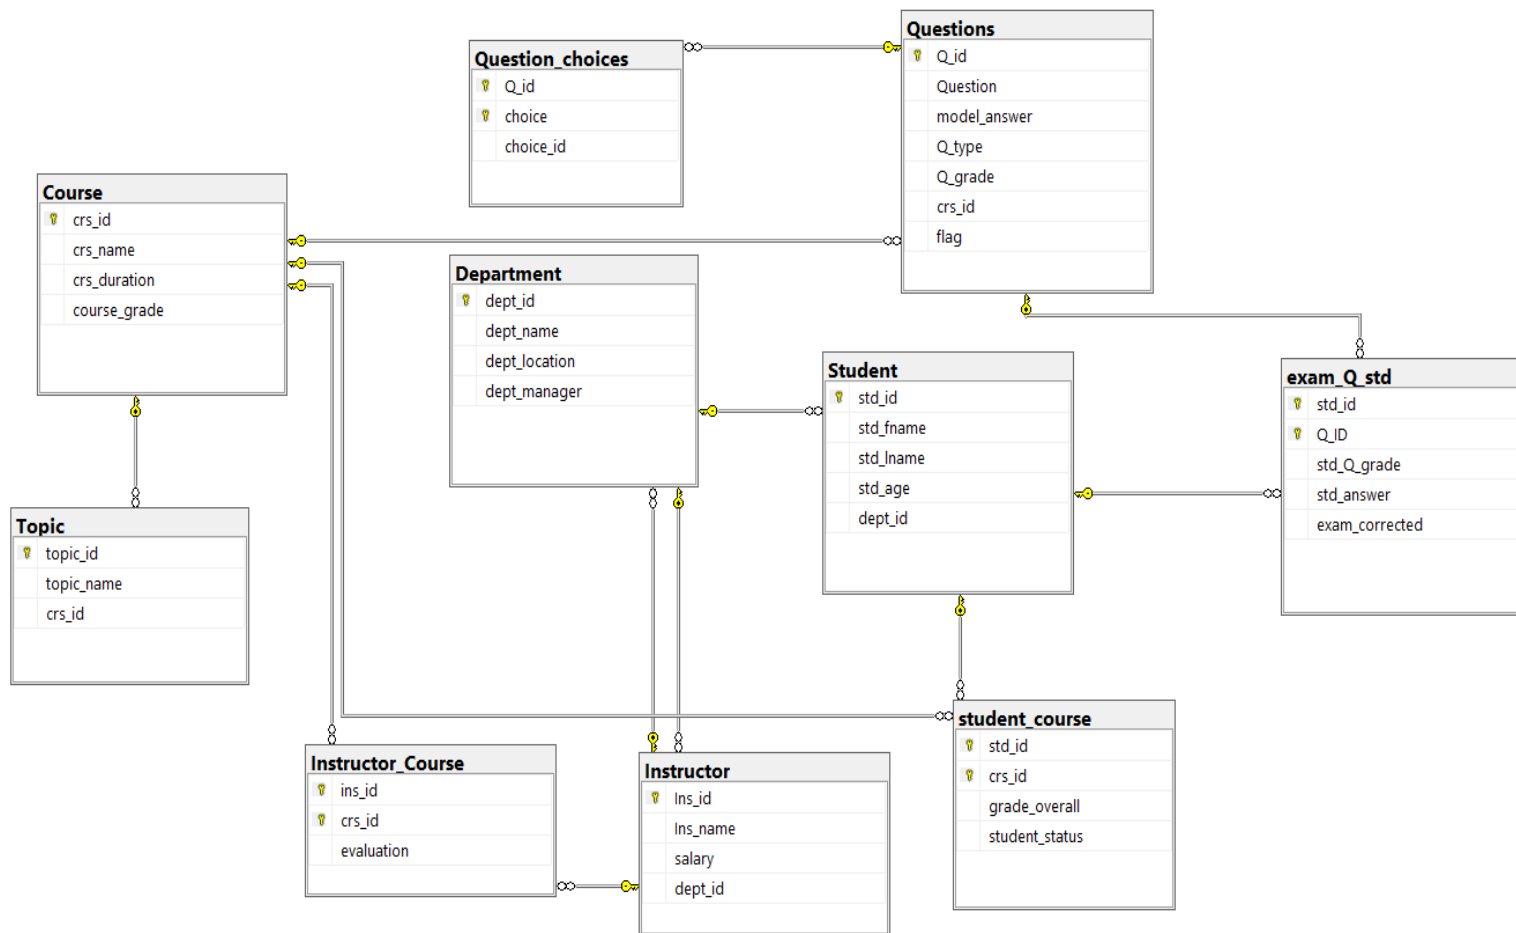 Questions
Q_id
Question
model_answer
Q_type
Q_grade
crs_id
flag
Question_choices
Q_id
choice
choice_id
Course
crs_id
crs_name
crs_duration
course_grade
Department
dept_id
dept_name
dept_location
dept_manager
Student
std_id
std_fname
std_lname
std_age
dept_id
exam_Q_std
std_id
Q_ID
std_Q_grade
std_answer
exam_corrected
Topic
topic_id
topic_name
crs_id
Instructor_Course
ins_id
crs_id
evaluation
Instructor
Ins_id
Ins_name
salary
dept_id
student_course
std_id
crs_id
grade_overall
student_status